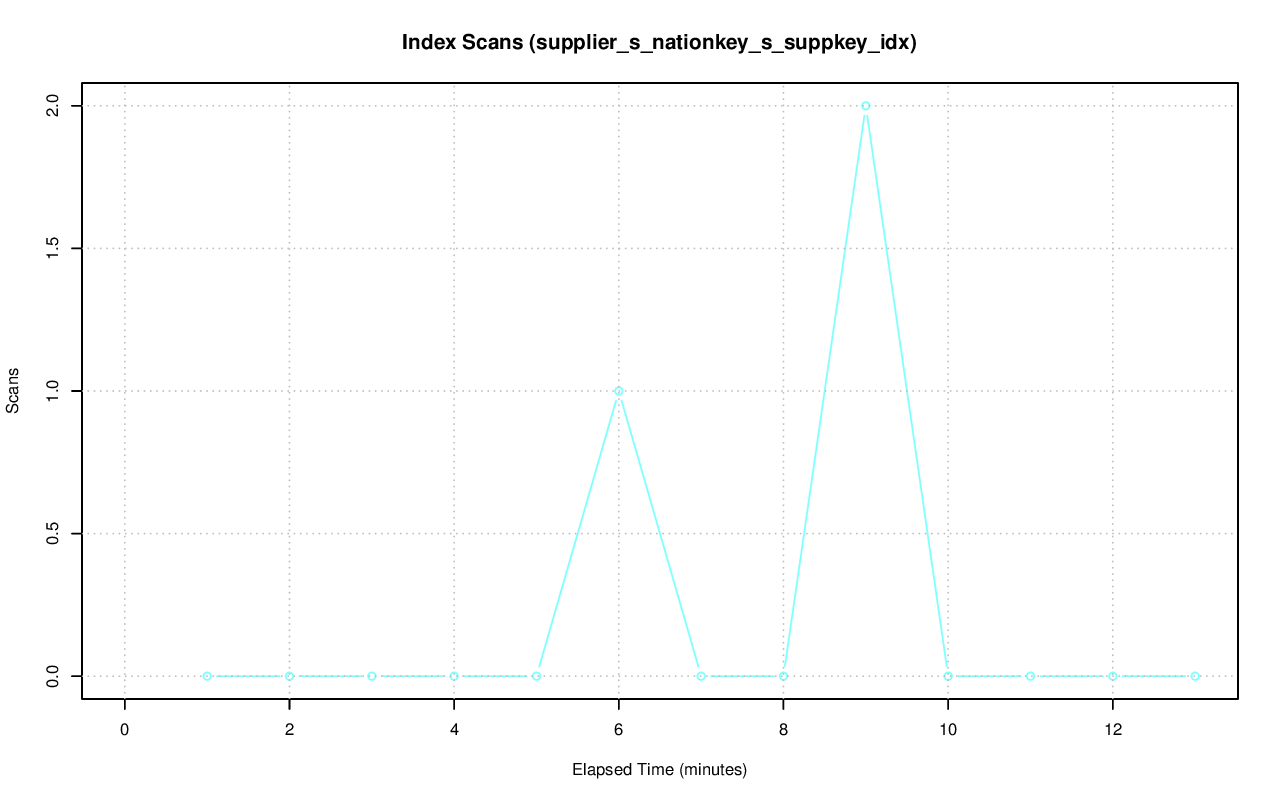 Index Scans (supplier_s_nationkey_s_suppkey_idx)
2.0
1.5
1.0
0.5
0.0
Scans
0 2 4 6 8 10 12
Elapsed Time (minutes)